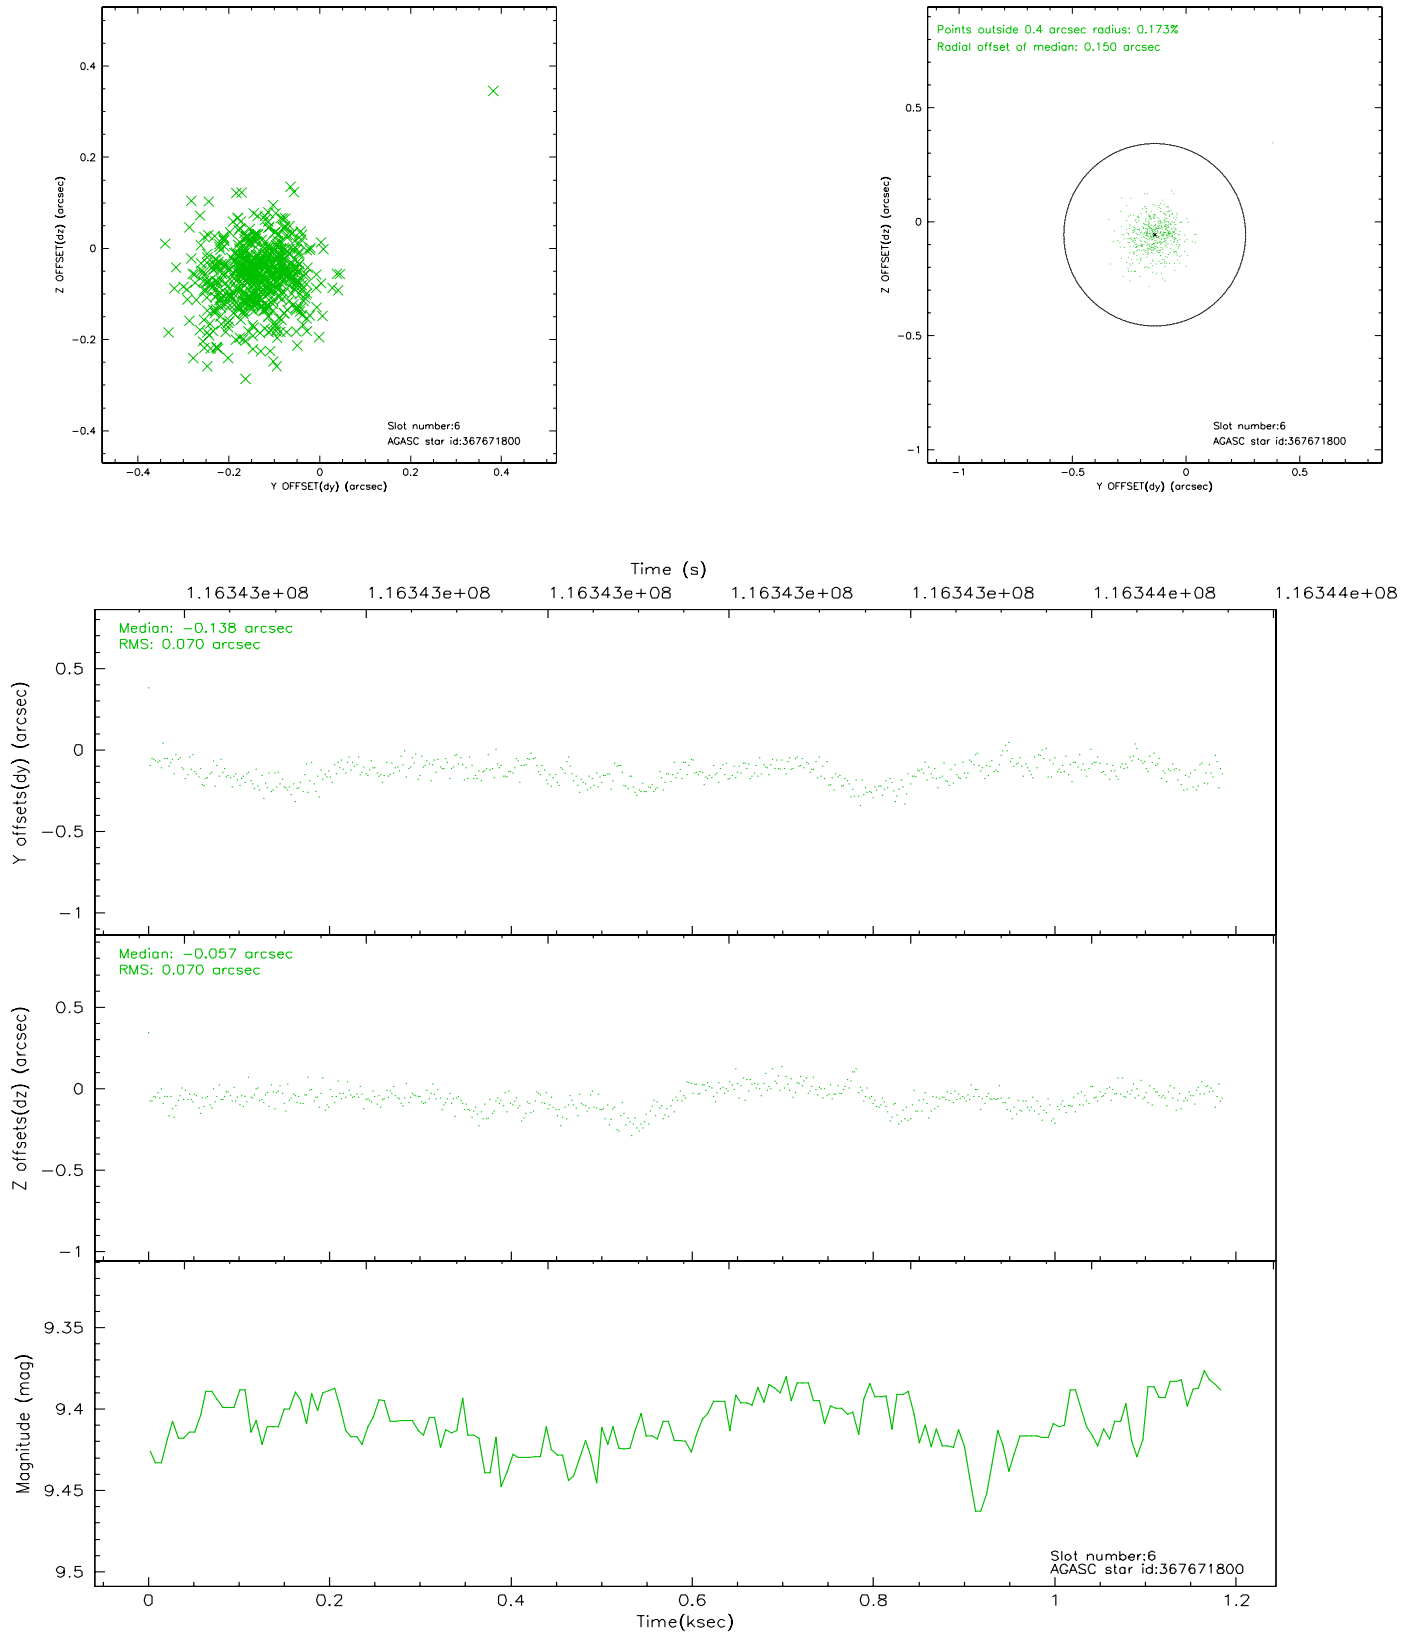 0.4
0.2
0
−0.2
−0.4
Z OFFSET(dz) (arcsec)
Slot number:6
AGASC star id:367671800
−0.4 −0.2 0 0.2 0.4
Y OFFSET(dy) (arcsec)
Points outside 0.4 arcsec radius: 0.173%
Radial offset of median: 0.150 arcsec
0.5
0
−0.5
−1
Z OFFSET(dz) (arcsec)
Slot number:6
AGASC star id:367671800
−1 −0.5 0 0.5
Y OFFSET(dy) (arcsec)
Time (s)
1.16343e+08 1.16343e+08 1.16343e+08 1.16343e+08 1.16343e+08 1.16344e+08 1.16344e+08
Median: −0.138 arcsec
RMS: 0.070 arcsec
0.5
0
−0.5
−1
Y offsets(dy) (arcsec)
Median: −0.057 arcsec
RMS: 0.070 arcsec
0.5
0
−0.5
−1
Z offsets(dz) (arcsec)
9.35
9.4
9.45
9.5
Magnitude (mag)
Slot number:6
AGASC star id:367671800
0 0.2 0.4 0.6 0.8 1 1.2
Time(ksec)